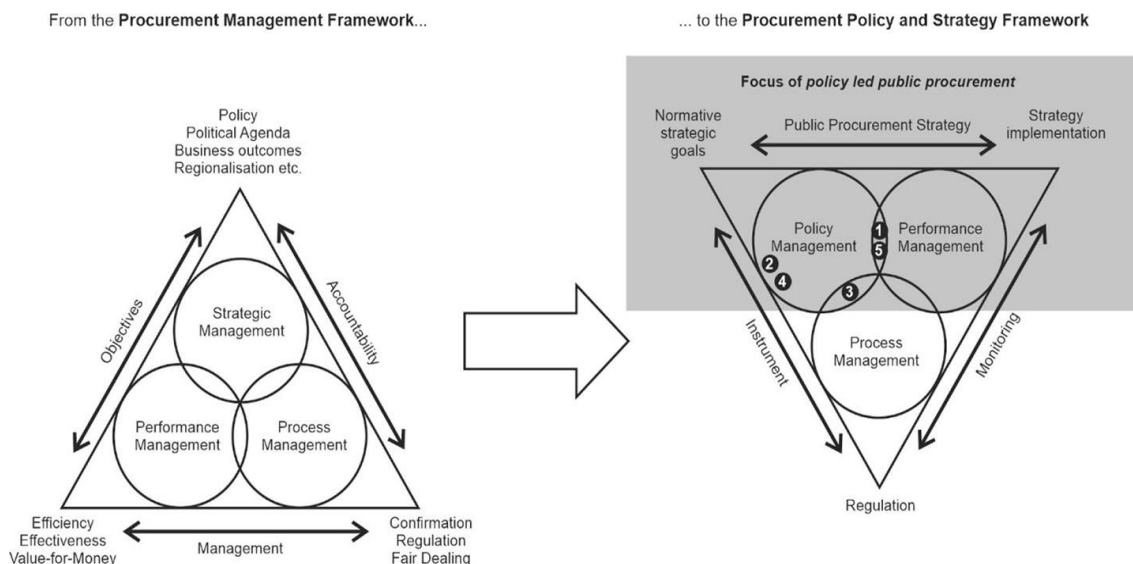 From the Procurement Management Framework...
... to the Procurement Policy and Strategy Framework
Policy
Political Agenda
Business outcomes
Regionalisation etc.
Objectives
Accountability
Strategic
Management
Performance
Management
Process
Management
Efficiency
Effectiveness
Value-for-Money
Management
Confirmation
Regulation
Fair Dealing
Focus of policy led public procurement
Normative
strategic
goals
Public Procurement Strategy
Strategy
implementation
Policy
Management
1
5
Performance
Management
2
4
3
Process
Management
Instrument
Monitoring
Regulation